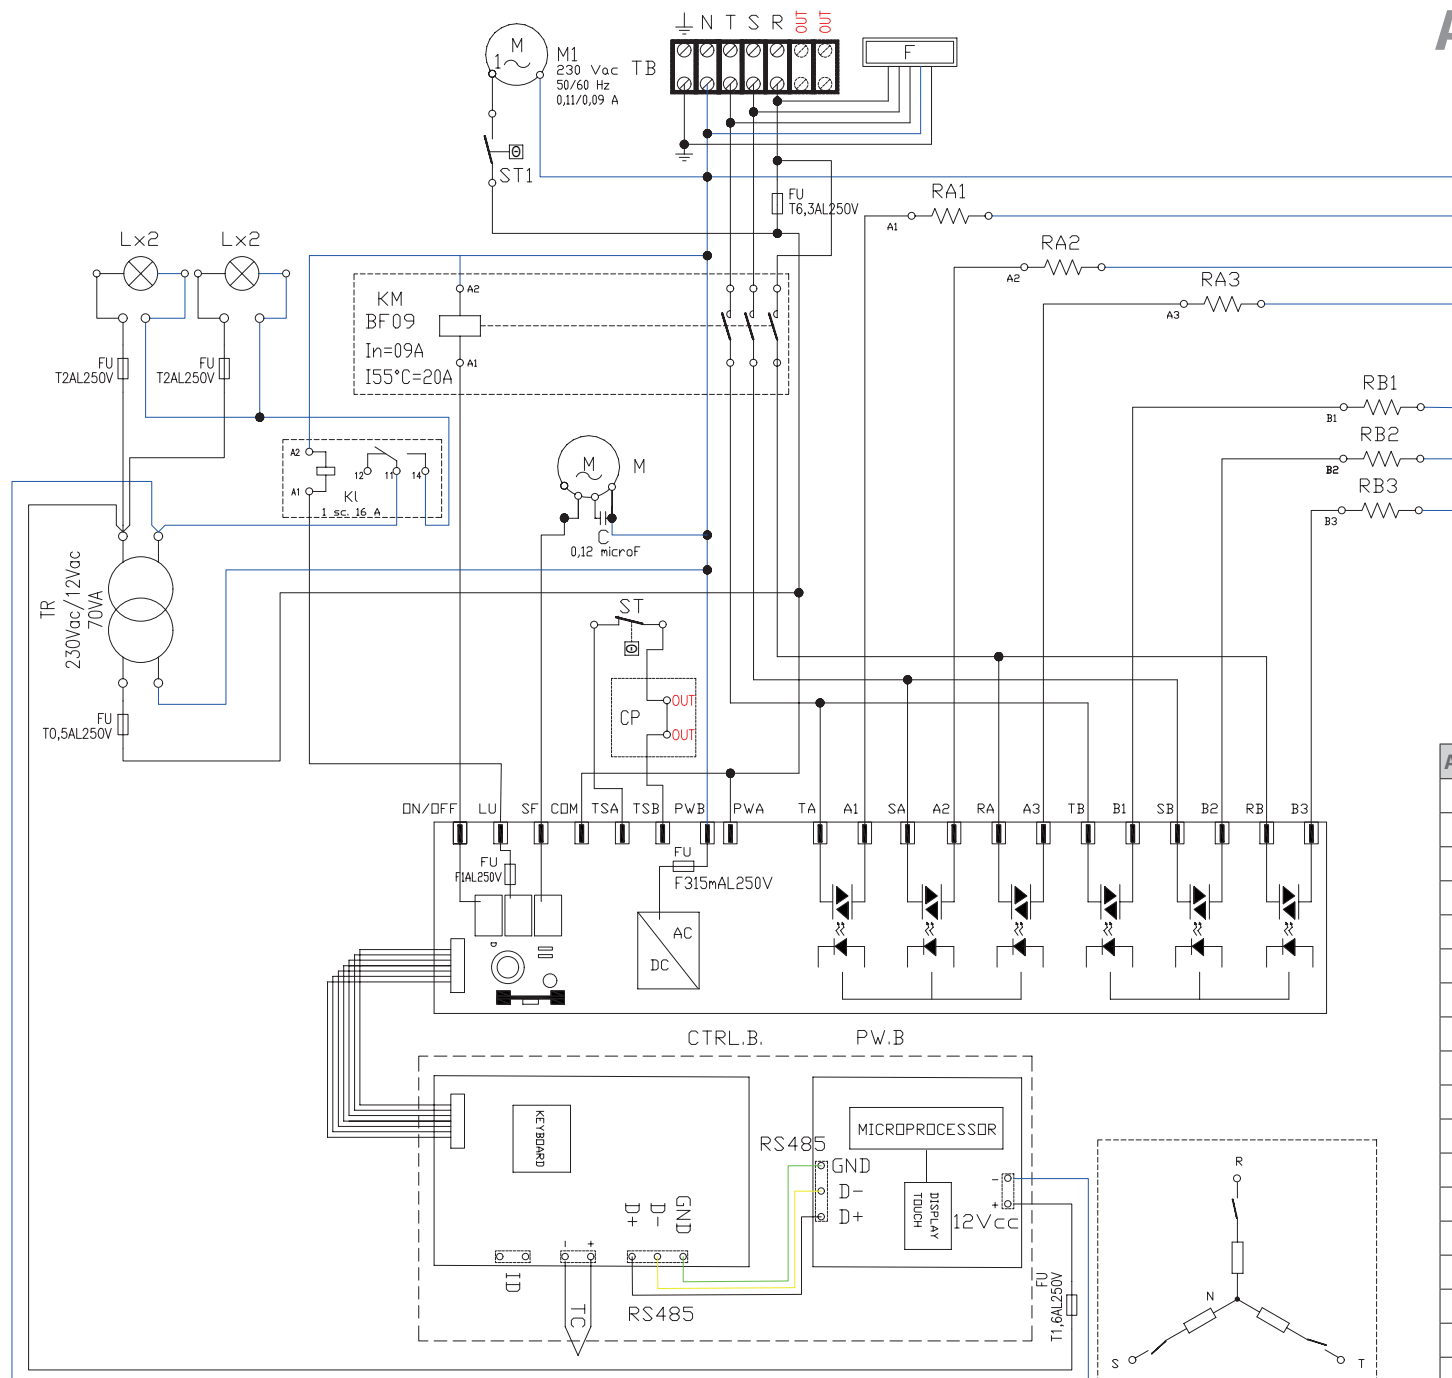 A
M
1
M1
230 Vac
50/60 Hz
0,11/0,09 A
TB
N T S R OUT OUT
F
ST1
FU
T6,3AL250V
RA1
A1
RA2
A2
RA3
A3
Lx2
Lx2
FU
T2AL250V
FU
T2AL250V
KM
BF09
In=09A
I55°C=20A
A2
A1
RB1
B1
RB2
B2
RB3
B3
A2
A1
KL
1 sc. 16 A
12
11
14
M
M
C
0,12 microF
TR
230Vac/12Vac
70VA
FU
T0,5AL250V
ST
CP
OUT
OUT
A
ON/OFF LU SF COM TSA TSB PWB PWA TA A1 SA A2 RA A3 TB B1 SB B2 RB B3
FU
F1AL250V
FU
F315mAL250V
AC
DC
CTRL.B. PW.B
KEYBOARD
MICROPROCESSOR
RS485
GND
D-
D+
DISPLAY
TOUCH
-
+
12Vcc
D+
D-
GND
ID
-
+
TC
RS485
FU
T1,6AL250V
R
N
S
T